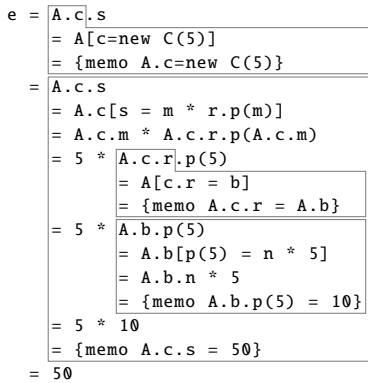 e = A.c.s
= A[c=new C(5)]
= {memo A.c=new C(5)}
= A.c.s
= A.c[s = m * r.p(m)]
= A.c.m * A.c.r.p(A.c.m)
= 5 * A.c.r.p(5)
= A[c.r = b]
= {memo A.c.r = A.b}
= 5 * A.b.p(5)
= A.b[p(5) = n * 5]
= A.b.n * 5
= {memo A.b.p(5) = 10}
= 5 * 10
= {memo A.c.s = 50}
= 50